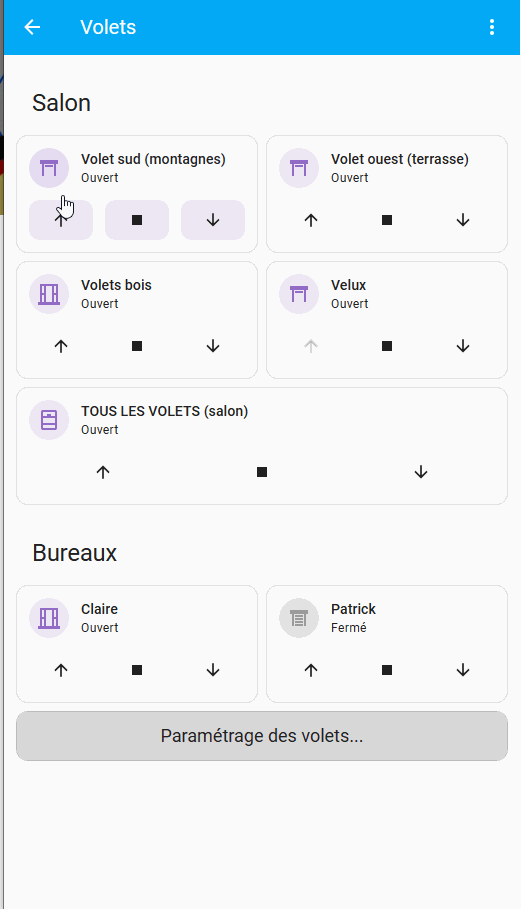 Volets
Salon
Volet sud (montagnes)
Ouvert
Volet ouest (terrasse)
Ouvert
Volets bois
Ouvert
Velux
Ouvert
TOUS LES VOLETS (salon)
Ouvert
Bureaux
Claire
Ouvert
Patrick
Fermé
Paramétrage des volets...